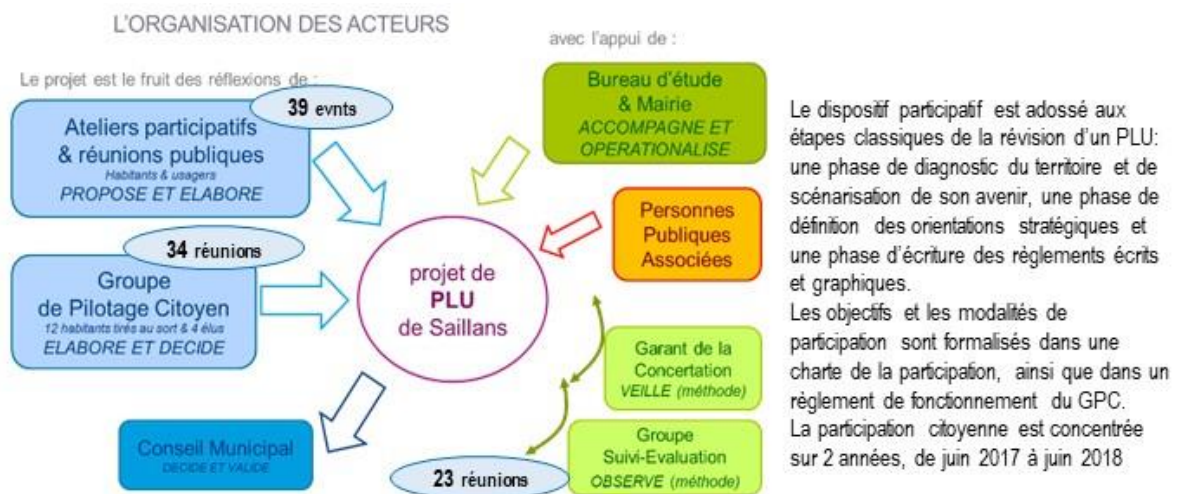 L'ORGANISATION DES ACTEURS
Le projet est le fruit des réflexions de :
39 evnts
Ateliers participatifs
& réunions publiques
Habitants & usagers
PROPOSE ET ELABORE
34 réunions
Groupe
de Pilotage Citoyen
12 habitants tirés au sort & 4 élus
ELABORE ET DECIDE
Conseil Municipal
DECIDE ET VALIDE
projet de
PLU
de Saillans
avec l'appui de :
Bureau d'étude
& Mairie
ACCOMPAGNE ET
OPERATIONALISE
Personnes
Publiques
Associées
Garant de la
Concertation
VEILLE (méthode)
Groupe
Suivi-Evaluation
OBSERVE (méthode)
23 réunions
Le dispositif participatif est adossé aux
étapes classiques de la révision d'un PLU:
une phase de diagnostic du territoire et de
scénarisation de son avenir, une phase de
définition des orientations stratégiques et
une phase d'écriture des règlements écrits
et graphiques.
Les objectifs et les modalités de
participation sont formalisés dans une
charte de la participation, ainsi que dans un
règlement de fonctionnement du GPC.
La participation citoyenne est concentrée
sur 2 années, de juin 2017 à juin 2018